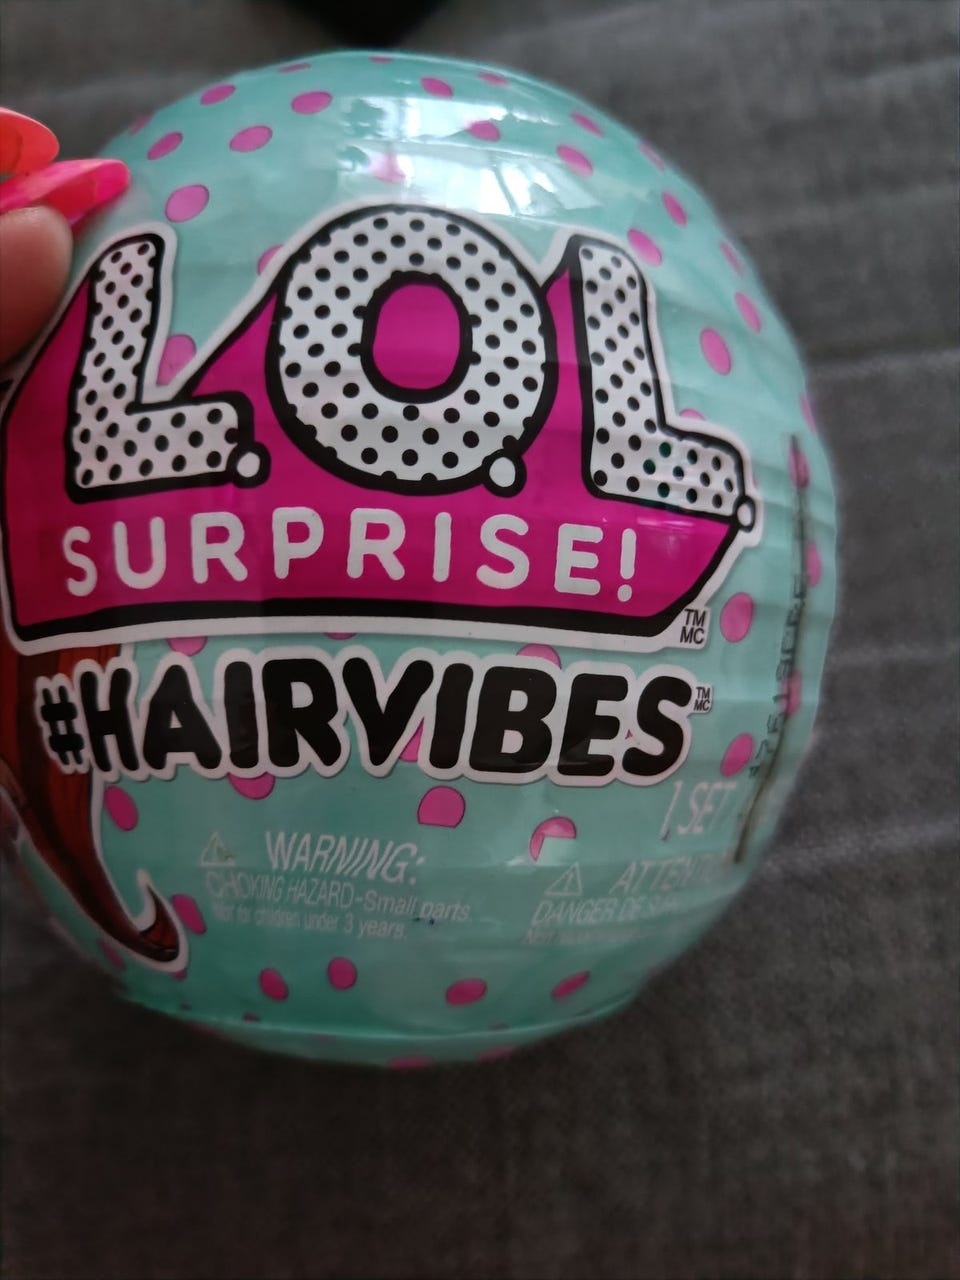 L.O.L.
SURPRISE!
TM
MC
#HAIRVIBES
TM
MC
1 SET
WARNING:
CHOKING HAZARD-Small parts.
Not for children under 3 years.
DANGER DE